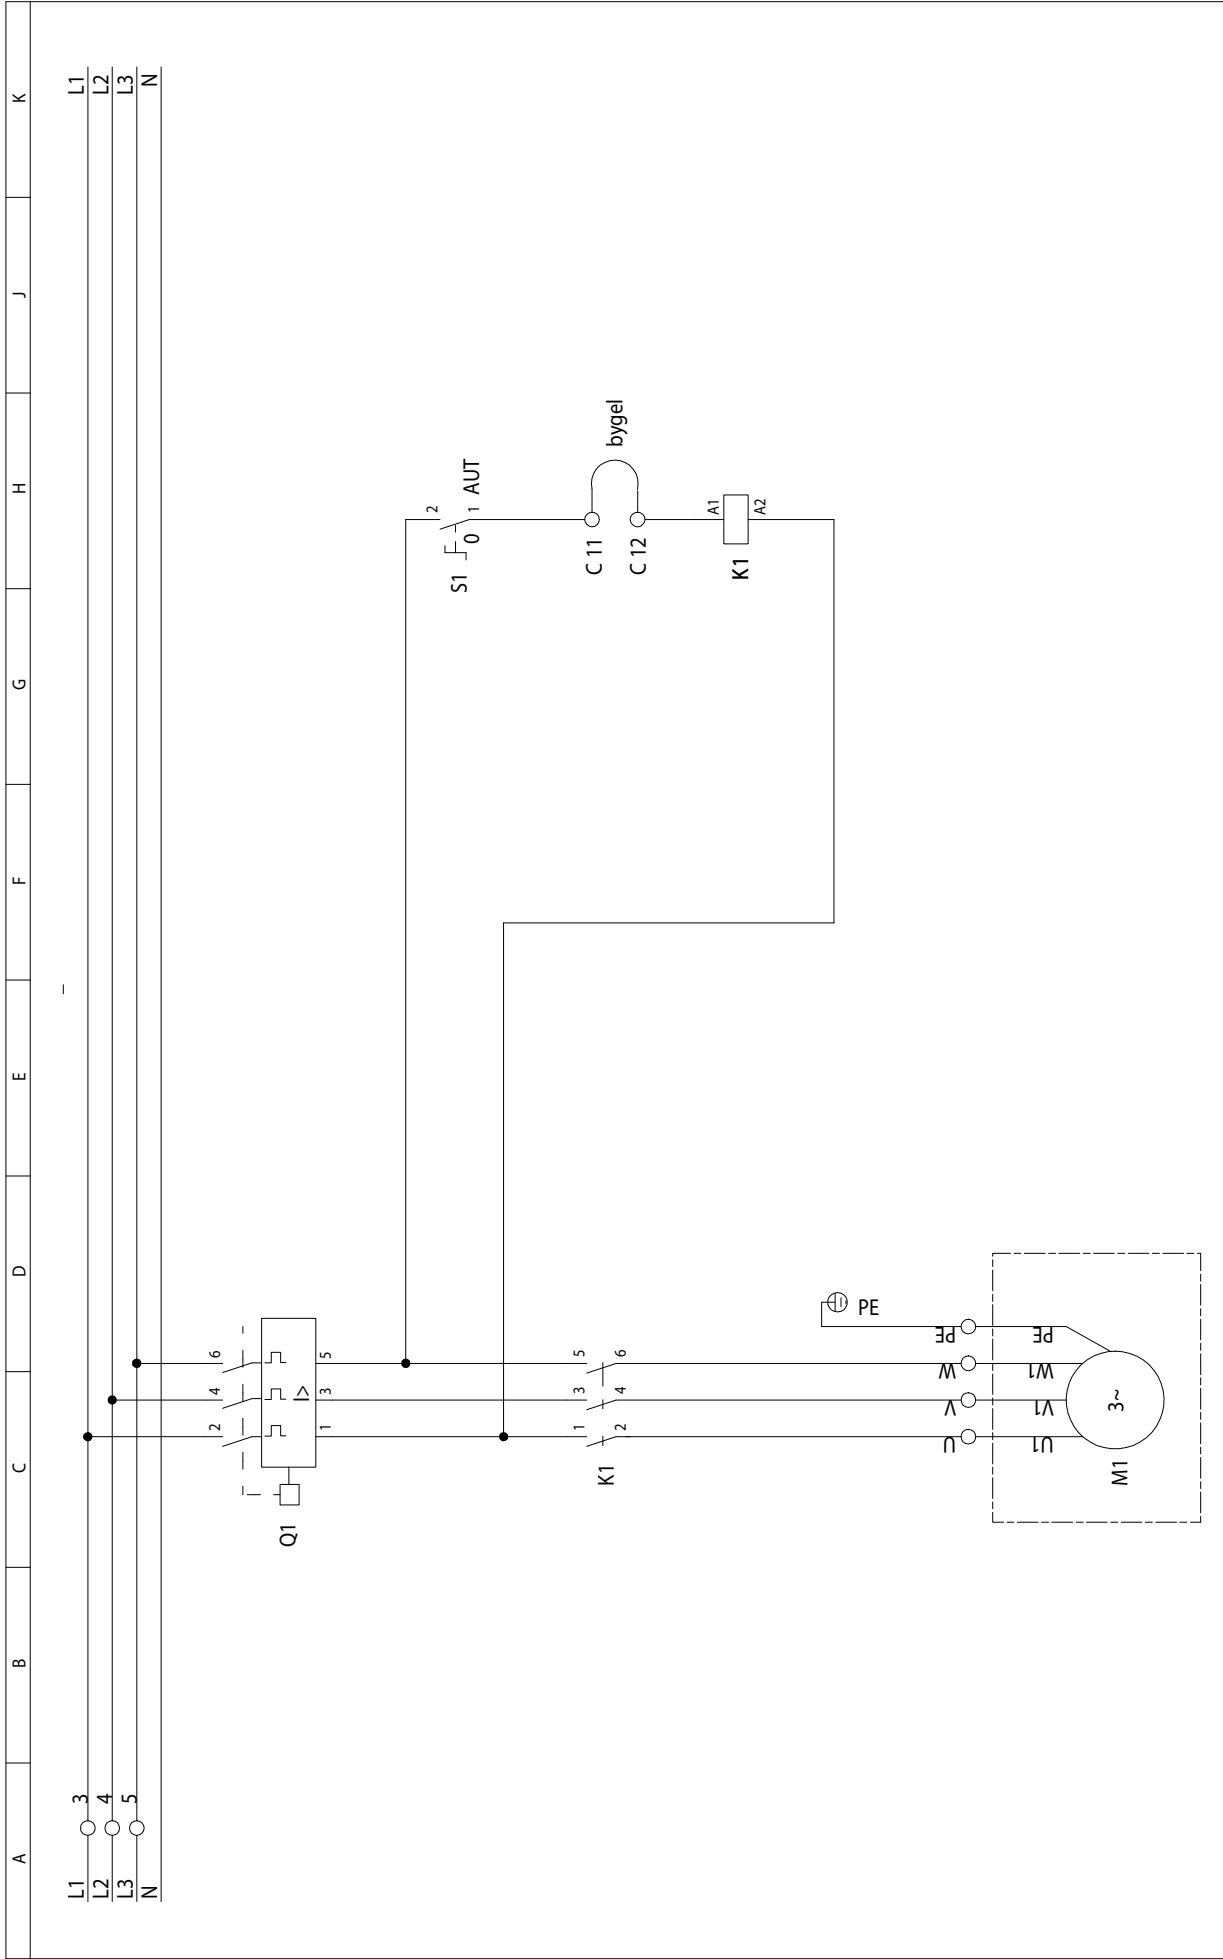 A B C D E F G H J K
L1 3 L1
L2 4 L2
L3 5 L3
N N
2 4 6
I>
Q1
1 3 5
2
S1 0 1 AUT
C 11
bygel
C 12
A1
K1
A2
1 3 5
K1
2 4 6
PE
U V W PE
U1 V1 W1 PE
3~
M1